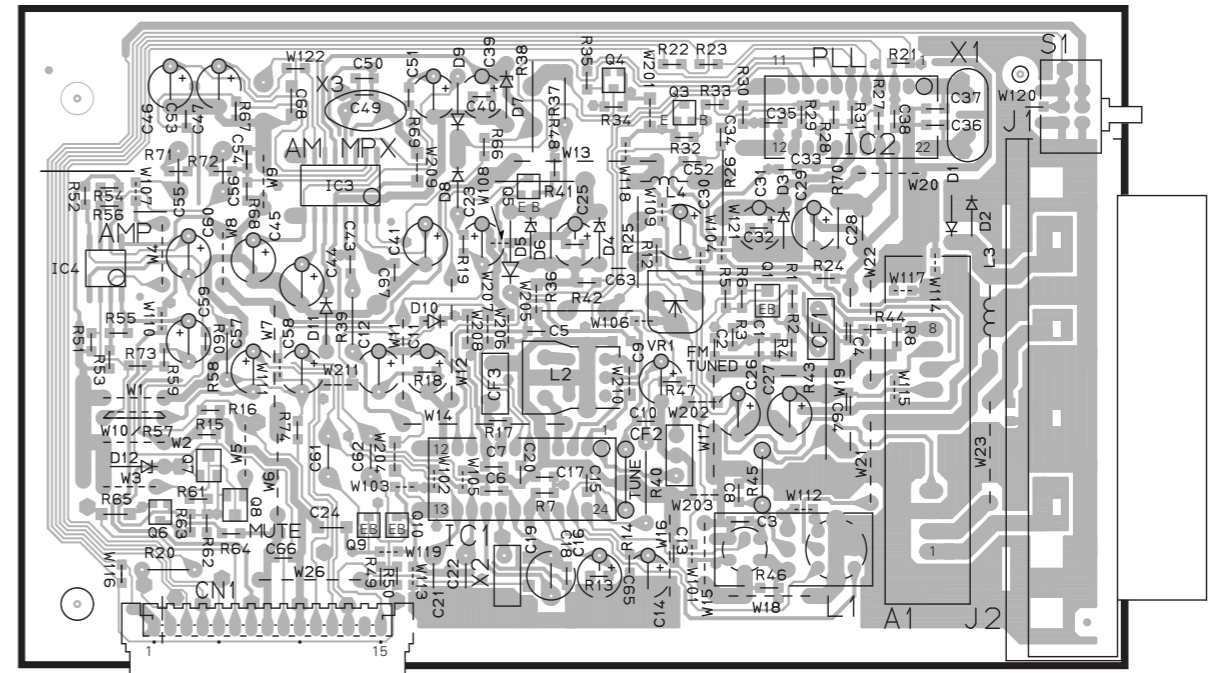 W122
C50
C51
D9
C39
R38
R35
Q4
W201
R22
R23
11
PLL
R21
1
X1
S1
X3
C49
C68
R67
C47
C53
C40
D7
R37
R34
Q3
E B
R33
R30
C35
R29
R27
R31
C38
C37
C36
W120
J1
AM MPX
R69
R66
R48
R32
C34
12
R28
IC2
22
R71
R72
C54
W9
IC3
W209
W13
C52
C33
R52
R54
W107
C55
C56
R68
D8
W108
Q5
E B
R41
W118
L4
C30
R26
C31
D3
C29
R70
W20
D1
D2
R56
AMP
C60
W8
C45
C23
C25
W109
W121
C32
C28
IC4
C43
C41
D5
D6
D4
R25
R12
W104
W22
L3
C44
C67
R19
W207
W205
R36
R42
C63
R5
R6
Q1
EB
R1
R24
W117
W114
W110
C59
D11
R39
D10
R51
R55
R60
C57
W7
C58
C12
W11
C11
W208
W206
C5
W106
VR1
C2
R3
C1
R2
R4
CF1
C4
R44
R8
8
R53
R73
R59
R58
W111
W211
R18
W12
CF3
L2
W210
C9
FM
TUNED
R47
C26
C27
R43
W19
W115
W1
R16
W14
C10
W202
C64
W10
R57
R15
R74
R17
CF2
W17
W2
D12
W3
Q7
W5
W6
C61
C62
W204
12
W102
W105
C7
C20
C17
C15
TUNE
R40
R45
W21
W23
R65
R61
W103
C6
W203
C8
W112
Q6
R63
Q8
MUTE
C24
EB
EB
Q10
13
R7
24
C3
R62
R64
Q9
IC1
C19
C18
C16
R14
W16
C13
1
W116
R20
C66
W119
W26
R49
R50
W113
C22
C21
X2
R13
C65
C14
W101
W15
R46
W18
L1
CN1
A1
J2
1
15